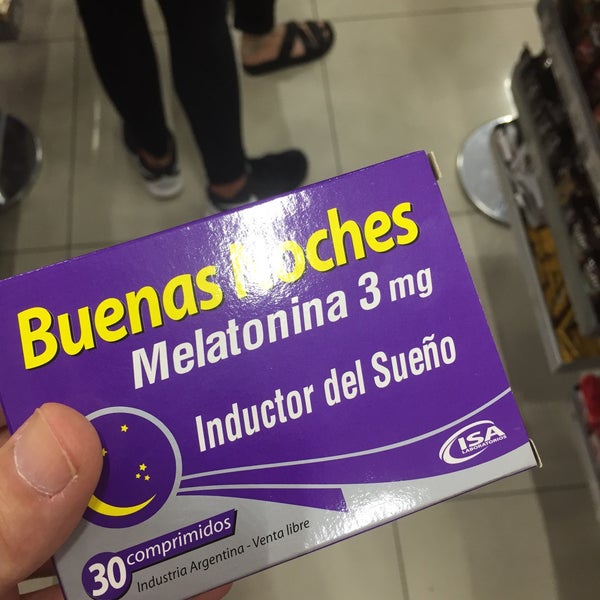 Buenas Noches
Melatonina 3 mg
Inductor del Sueño
ISA
LABORATORIOS
30 comprimidos
Industria Argentina - Venta libre